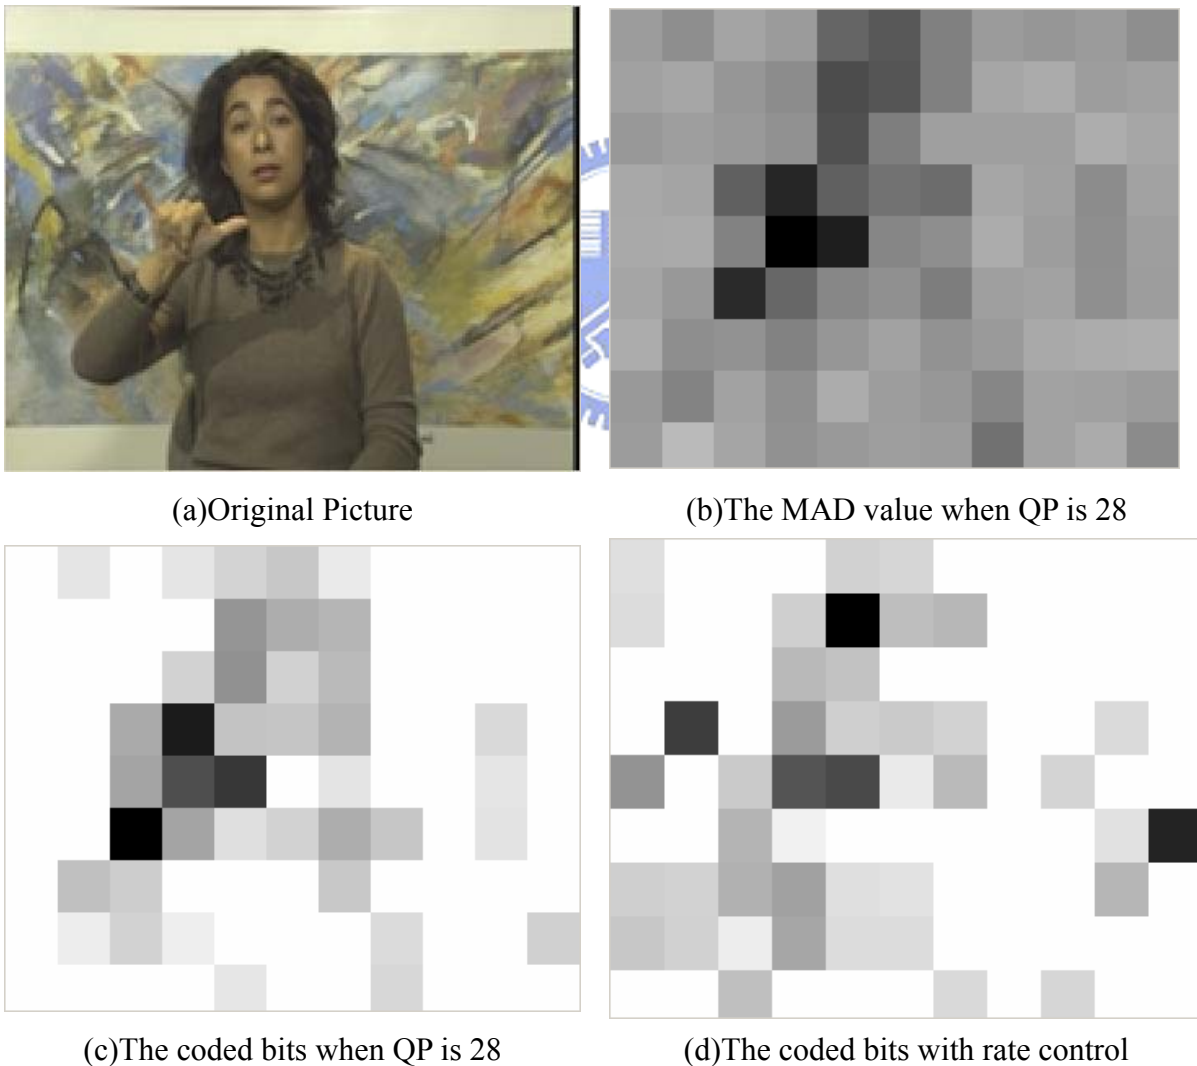 (a)Original Picture
(b)The MAD value when QP is 28
(c)The coded bits when QP is 28
(d)The coded bits with rate control